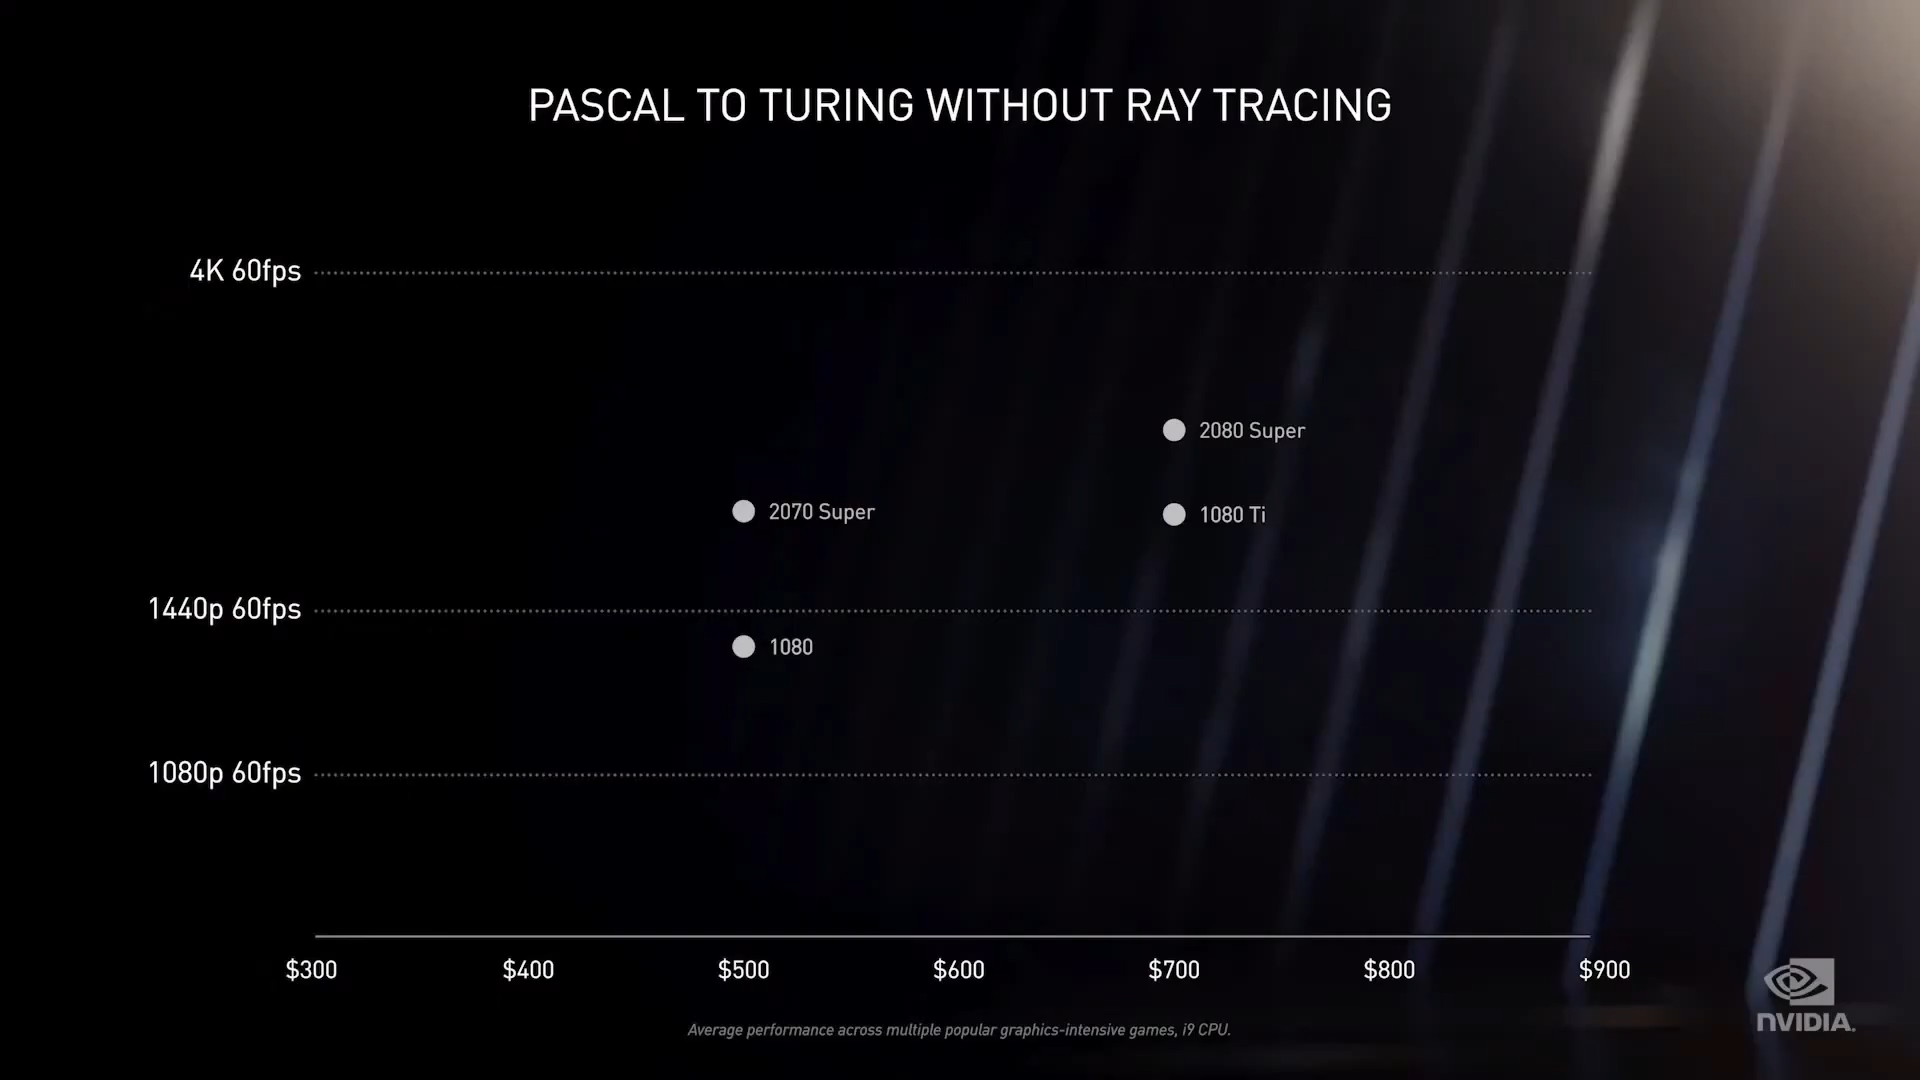 PASCAL TO TURING WITHOUT RAY TRACING
4K 60fps
2080 Super
2070 Super
1080 Ti
1440p 60fps
1080
1080p 60fps
$300 $400 $500 $600 $700 $800 $900
Average performance across multiple popular graphics-intensive games, i9 CPU.
NVIDIA.